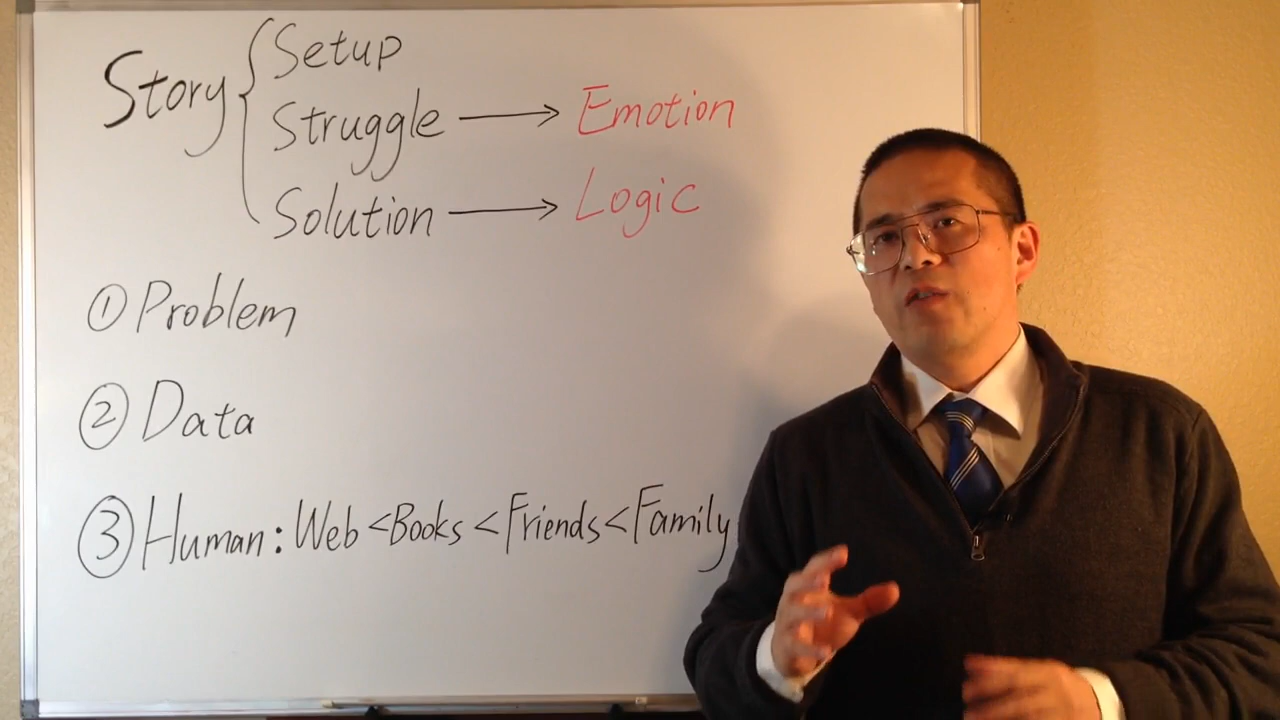 Story { Setup
Struggle → Emotion
Solution → Logic
① Problem
② Data
③ Human: Web < Books < Friends < Family